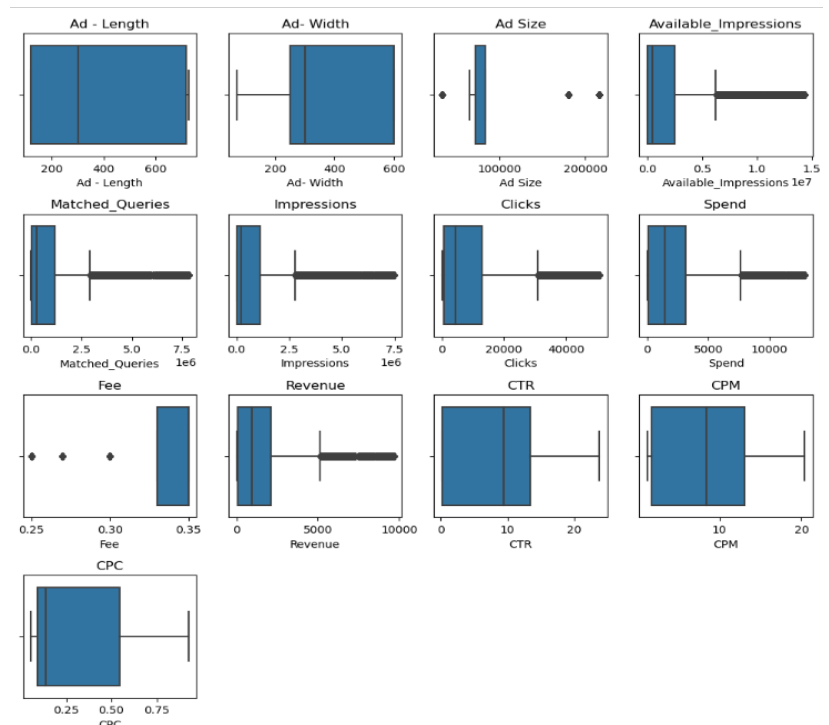 Ad - Length
Ad- Width
Ad Size
Available_Impressions
200 400 600
200 400 600
100000 200000
0.0 0.5 1.0 1.5
Ad - Length
Ad- Width
Ad Size
Available_Impressions 1e7
Matched_Queries
Impressions
Clicks
Spend
0.0 2.5 5.0 7.5
0.0 2.5 5.0 7.5
0 20000 40000
0 5000 10000
Matched_Queries 1e6
Impressions 1e6
Clicks
Spend
Fee
Revenue
CTR
CPM
0.25 0.30 0.35
0 5000 10000
0 10 20
10 20
Fee
Revenue
CTR
CPM
CPC
0.25 0.50 0.75
CPC